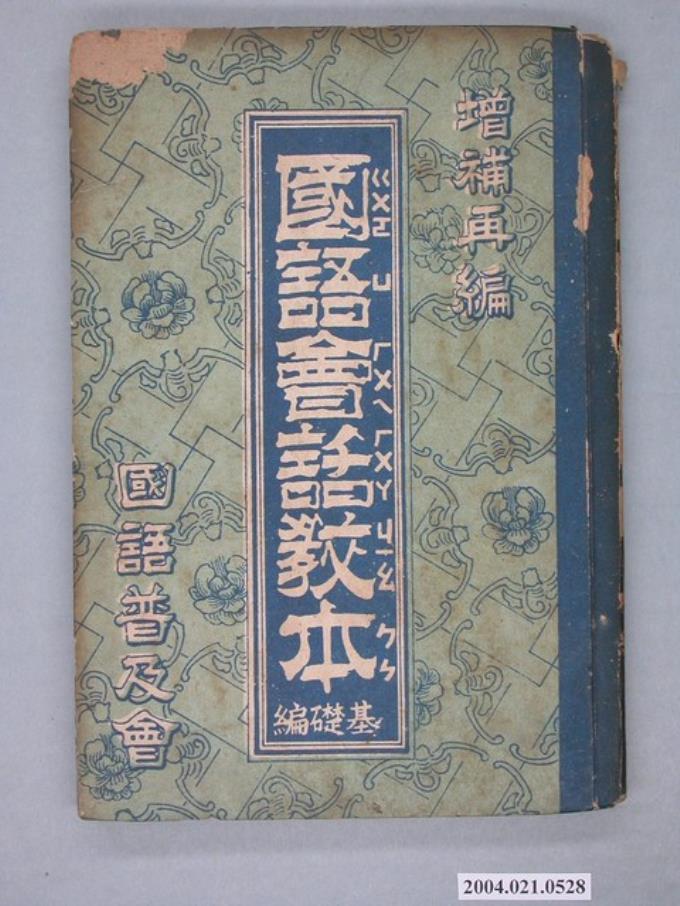 增補再編
國語會話教本
ㄍㄨㄛ ㄩ ㄏㄨㄟ ㄏㄨㄚ ㄐㄧㄠ ㄅㄣ
基礎編
國語普及會
2004.021.0528